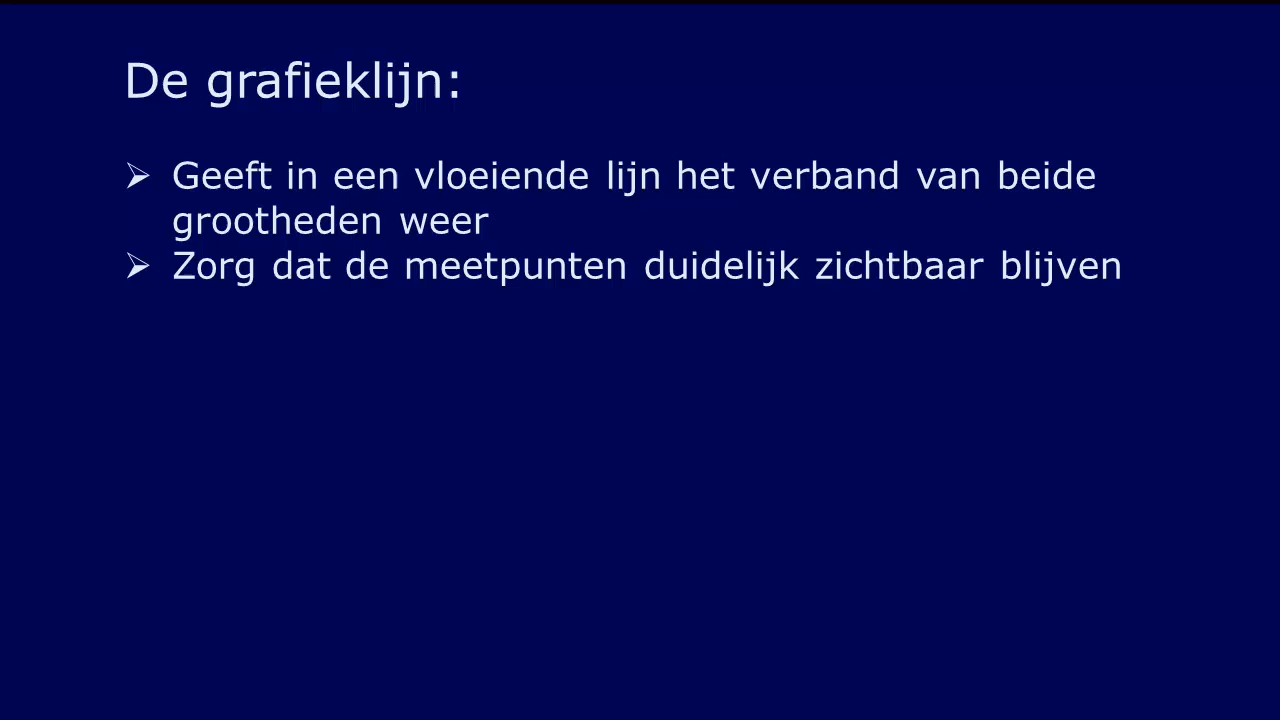 De grafieklijn:
➢ Geeft in een vloeiende lijn het verband van beide
grootheden weer
➢ Zorg dat de meetpunten duidelijk zichtbaar blijven